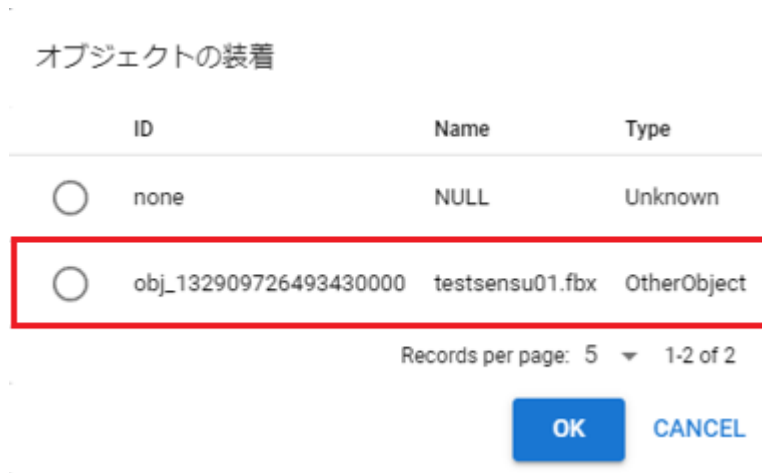 オブジェクトの装着
ID Name Type
none NULL Unknown
obj_132909726493430000 testsensu01.fbx OtherObject
Records per page: 5 1-2 of 2
OK CANCEL